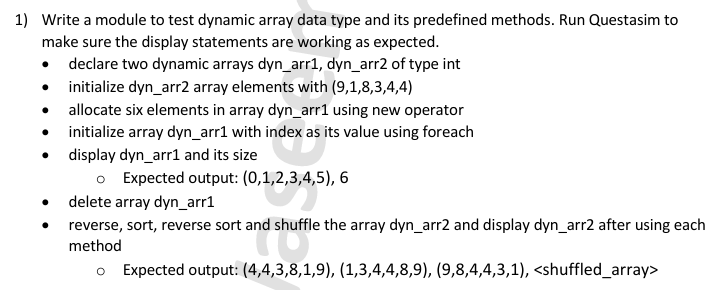 1) Write a module to test dynamic array data type and its predefined methods. Run Questasim to
make sure the display statements are working as expected.
• declare two dynamic arrays dyn_arr1, dyn_arr2 of type int
• initialize dyn_arr2 array elements with (9,1,8,3,4,4)
• allocate six elements in array dyn_arr1 using new operator
• initialize array dyn_arr1 with index as its value using foreach
• display dyn_arr1 and its size
o Expected output: (0,1,2,3,4,5), 6
• delete array dyn_arr1
• reverse, sort, reverse sort and shuffle the array dyn_arr2 and display dyn_arr2 after using each
method
o Expected output: (4,4,3,8,1,9), (1,3,4,4,8,9), (9,8,4,4,3,1), <shuffled_array>